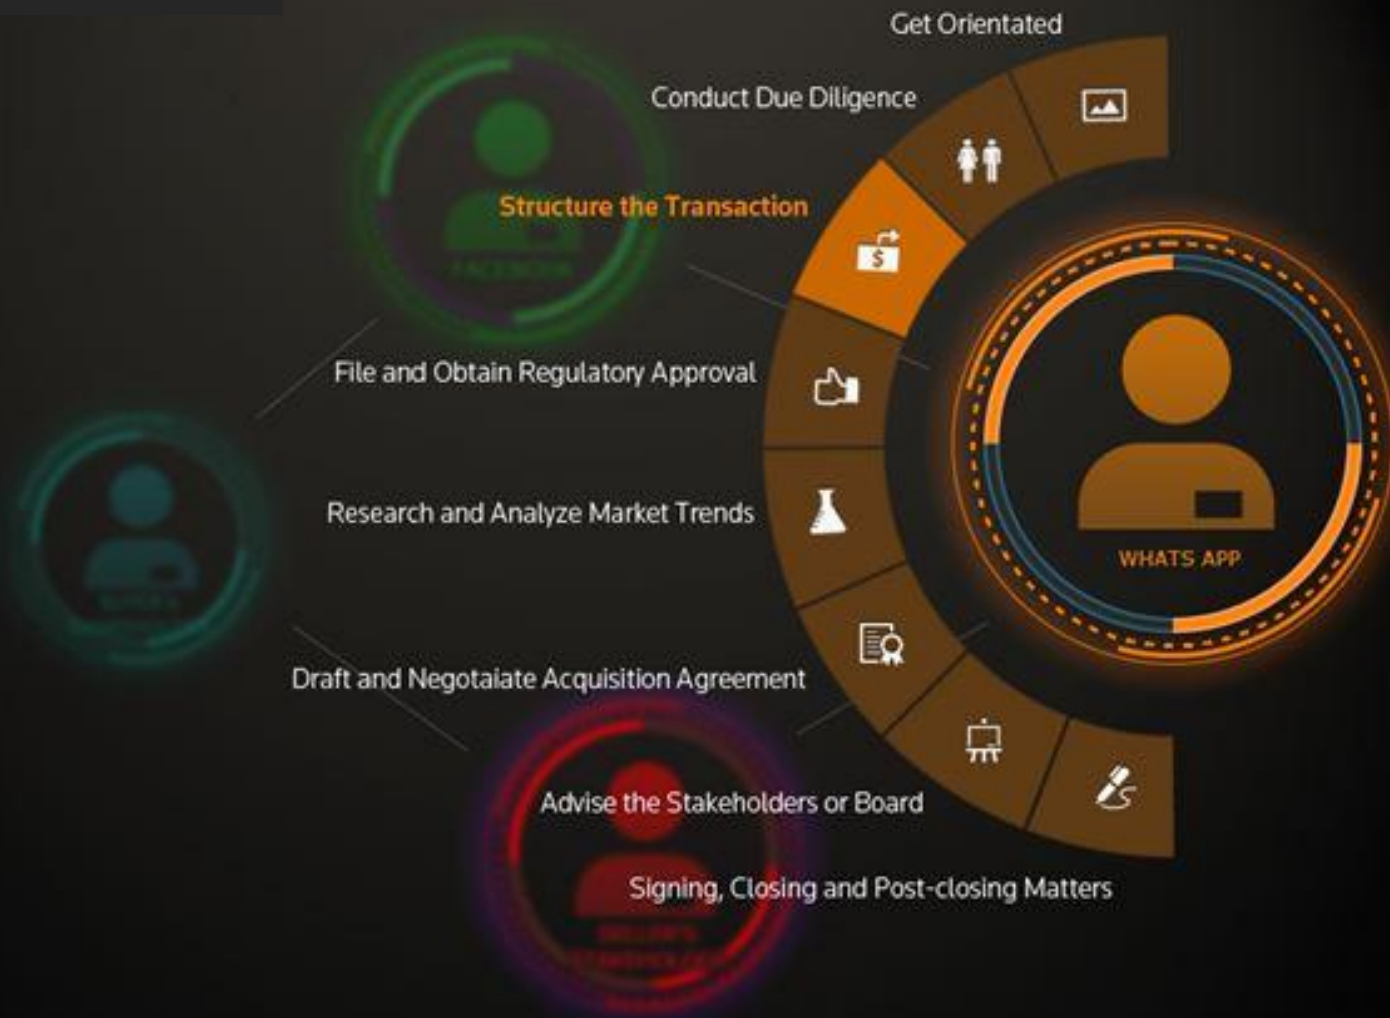 Get Orientated
Conduct Due Diligence
Structure the Transaction
FACEBOOK
File and Obtain Regulatory Approval
Research and Analyze Market Trends
WHATS APP
Draft and Negotaiate Acquisition Agreement
Advise the Stakeholders or Board
Signing, Closing and Post-closing Matters